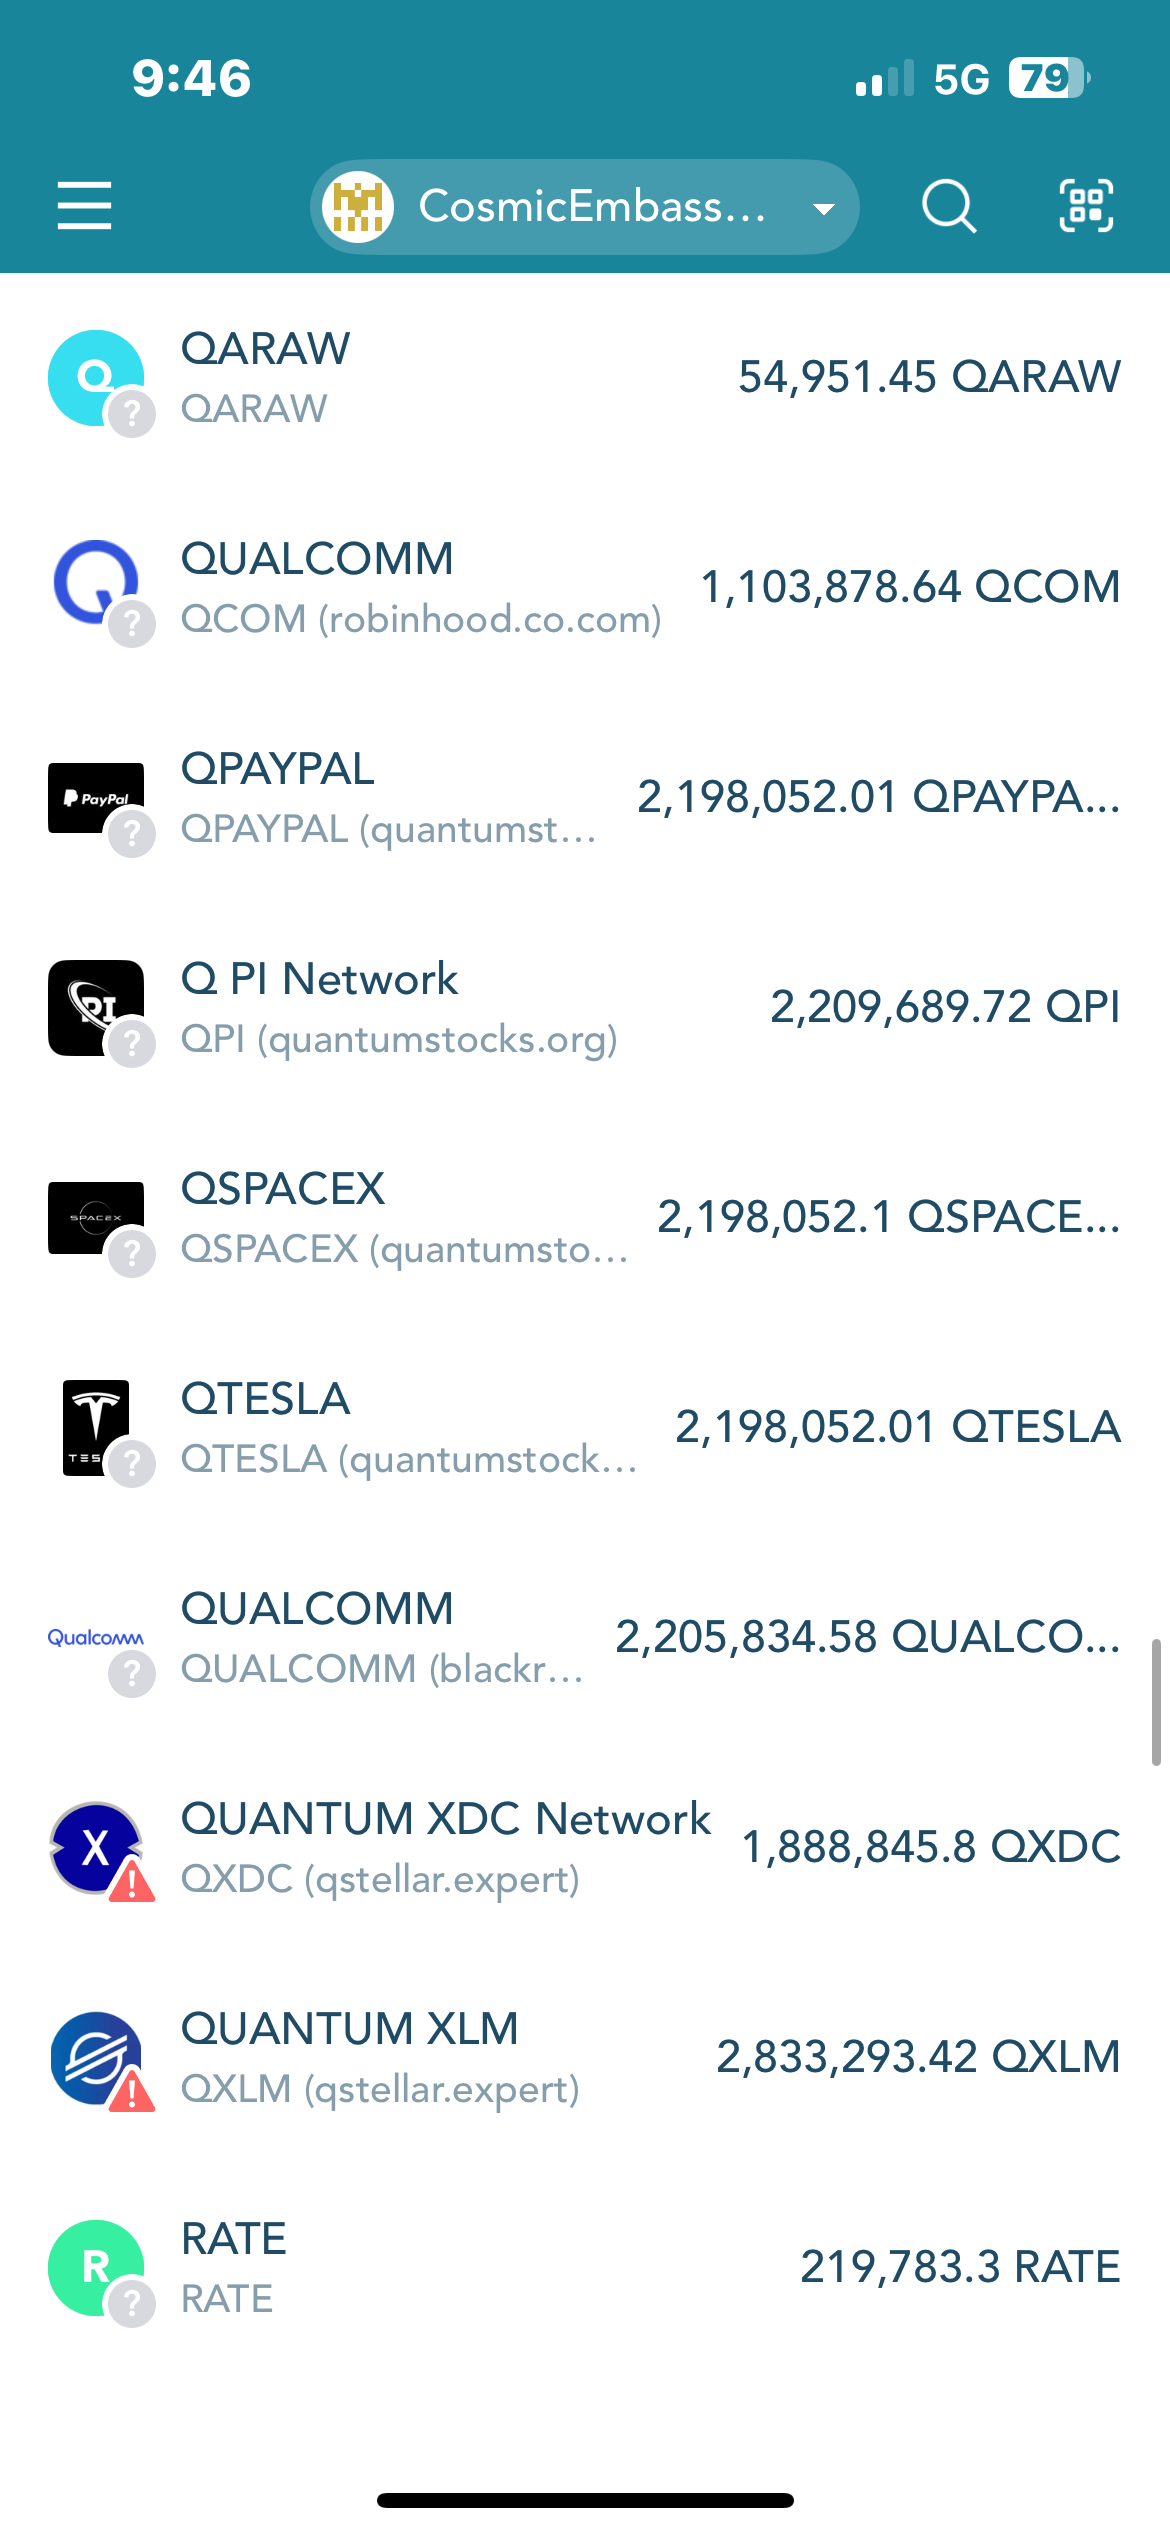 9:46
5G
79
CosmicEmbass...
Q
QARAW
QARAW
54,951.45 QARAW
?
QUALCOMM
QCOM (robinhood.co.com)
1,103,878.64 QCOM
?
PayPal
QPAYPAL
QPAYPAL (quantumst...
2,198,052.01 QPAYPA...
?
PI
Q PI Network
QPI (quantumstocks.org)
2,209,689.72 QPI
?
SPACEX
QSPACEX
QSPACEX (quantumsto...
2,198,052.1 QSPACE...
?
TES
QTESLA
QTESLA (quantumstock...
2,198,052.01 QTESLA
?
Qualcomm
QUALCOMM
QUALCOMM (blackr...
2,205,834.58 QUALCO...
?
X
QUANTUM XDC Network
QXDC (qstellar.expert)
1,888,845.8 QXDC
!
QUANTUM XLM
QXLM (qstellar.expert)
2,833,293.42 QXLM
!
R
RATE
RATE
219,783.3 RATE
?